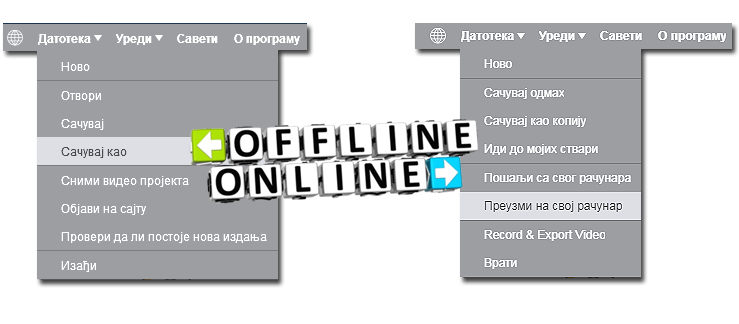 Датотека Уреди Савети О програму
Ново
Отвори
Сачувај
Сачувај као
Сними видео пројекта
Објави на сајту
Провери да ли постоје нова издања
Изађи
OFFLINE
ONLINE
Датотека Уреди Савети О програму
Ново
Сачувај одмах
Сачувај као копију
Иди до мојих ствари
Пошаљи са свог рачунара
Преузми на свој рачунар
Record & Export Video
Врати